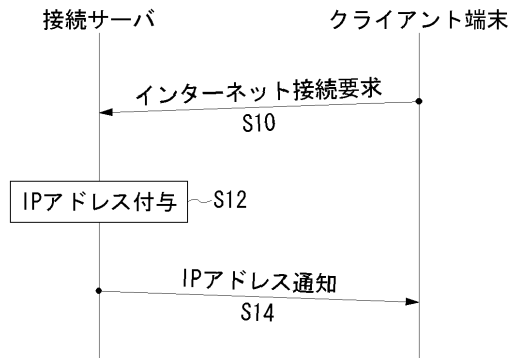 接続サーバ
クライアント端末
インターネット接続要求
S10
IPアドレス付与
S12
IPアドレス通知
S14